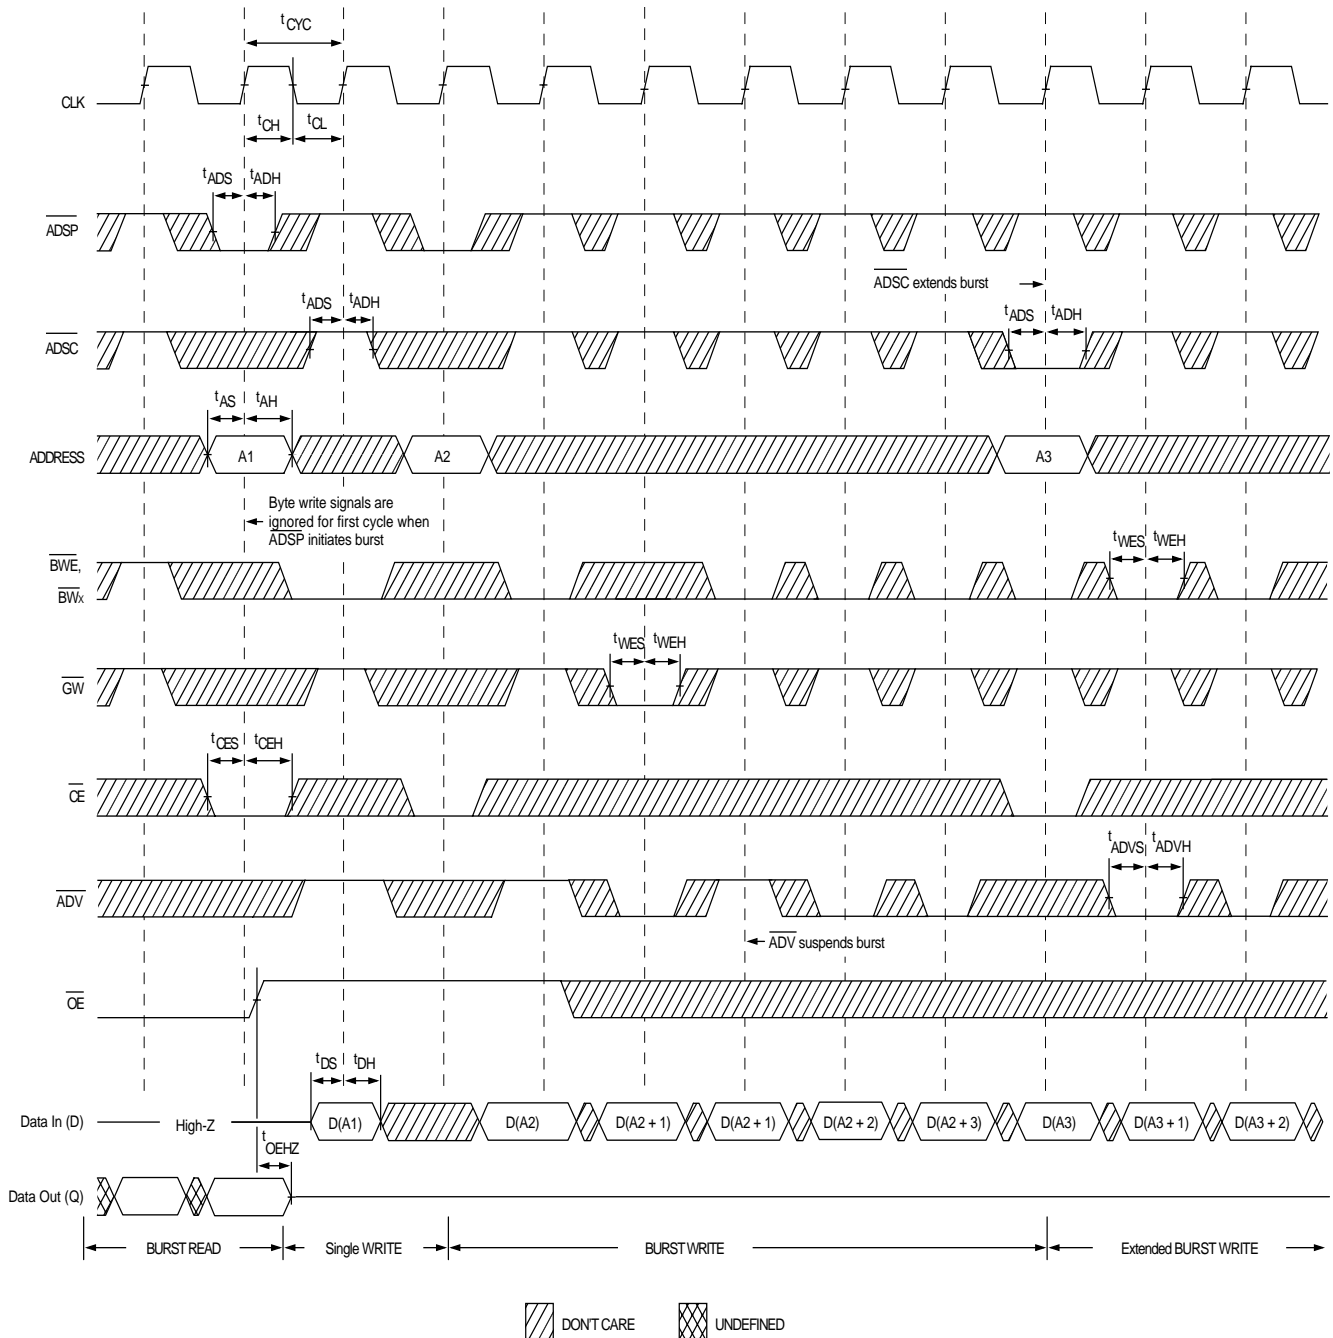 tCYC
CLK
tCH
tCL
tADS
tADH
ADSP
ADSC extends burst
tADS
tADH
tADS
tADH
ADSC
tAS
tAH
ADDRESS
A1
A2
A3
Byte write signals are
ignored for first cycle when
ADSP initiates burst
BWE,
BWX
tWES
tWEH
tWES
tWEH
GW
tCES
tCEH
CE
tADVS
tADVH
ADV
ADV suspends burst
OE
tDS
tDH
Data In (D)
High-Z
D(A1)
D(A2)
D(A2 + 1)
D(A2 + 1)
D(A2 + 2)
D(A2 + 3)
D(A3)
D(A3 + 1)
D(A3 + 2)
tOEHZ
Data Out (Q)
BURST READ
Single WRITE
BURST WRITE
Extended BURST WRITE
DON'T CARE
UNDEFINED